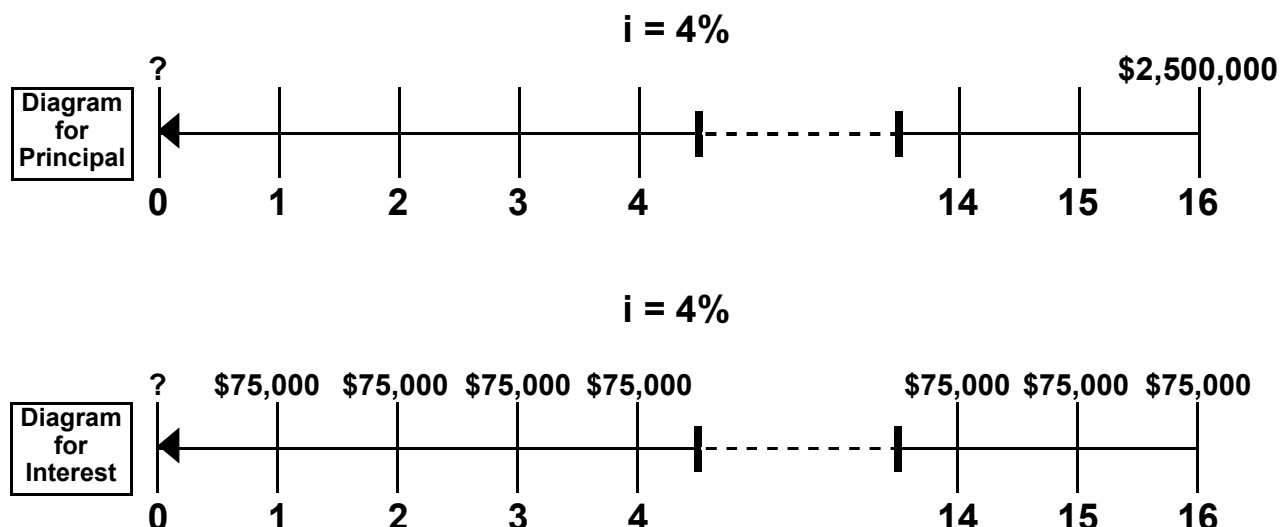 i = 4%
? $2,500,000
Diagram
for
Principal
0 1 2 3 4 14 15 16
i = 4%
? $75,000 $75,000 $75,000 $75,000 $75,000 $75,000 $75,000
Diagram
for
Interest
0 1 2 3 4 14 15 16